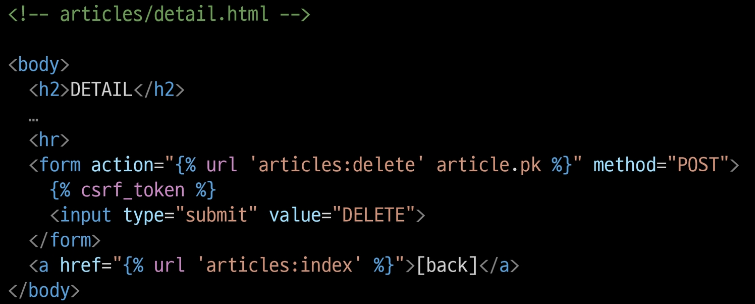 <!-- articles/detail.html -->
<body>
<h2>DETAIL</h2>
…
<hr>
<form action="{% url 'articles:delete' article.pk %}" method="POST">
{% csrf_token %}
<input type="submit" value="DELETE">
</form>
<a href="{% url 'articles:index' %}">[back]</a>
</body>